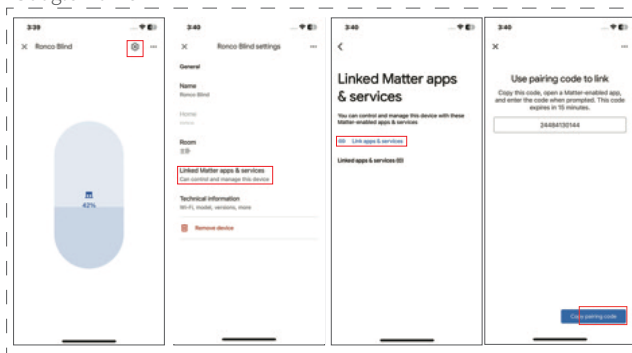 3:39
Ronco Blind
42%
3:40
Ronco Blind settings
General
Name
Ronco Blind
Home
Room
Linked Matter apps & services
Can control and manage this device
Technical information
Wi-Fi, model, versions, more
Remove device
3:40
Linked Matter apps
& services
You can control and manage this device with these
Matter-enabled apps & services
Link apps & services
Linked apps & services (0)
3:40
Use pairing code to link
Copy this code, open a Matter-enabled app,
and enter the code when prompted. This code
expires in 15 minutes.
24484130144
Copy pairing code